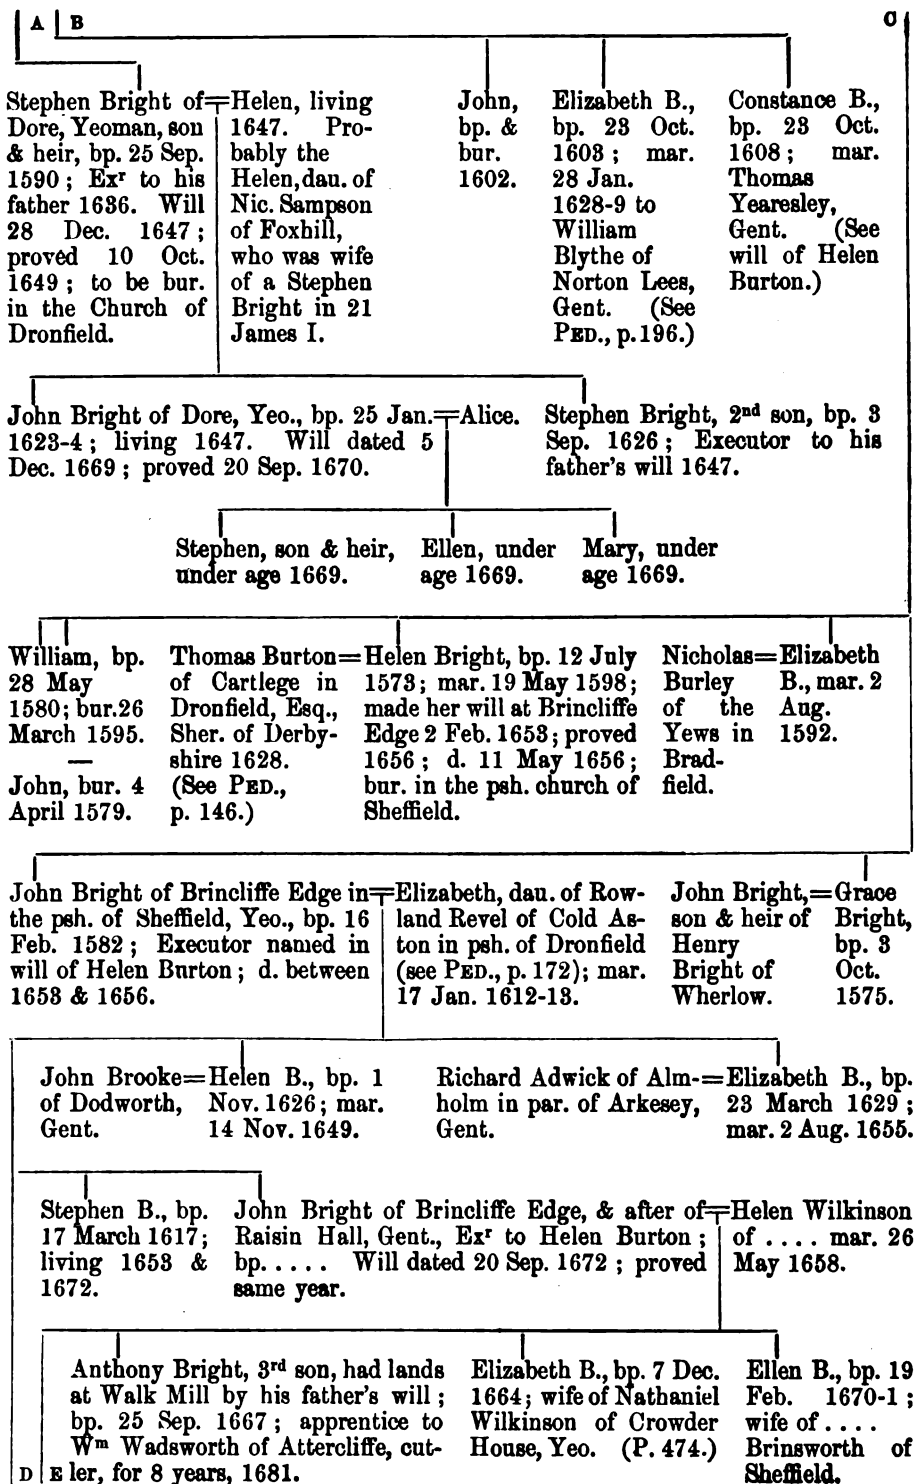 A B C
Stephen Bright of
Dore, Yeoman, son
& heir, bp. 25 Sep.
1590 ; Exʳ to his
father 1636. Will
28 Dec. 1647 ;
proved 10 Oct.
1649 ; to be bur.
in the Church of
Dronfield.
Helen, living
1647. Pro-
bably the
Helen, dau. of
Nic. Sampson
of Foxhill,
who was wife
of a Stephen
Bright in 21
James I.
John,
bp. &
bur.
1602.
Elizabeth B.,
bp. 23 Oct.
1603 ; mar.
28 Jan.
1628-9 to
William
Blythe of
Norton Lees,
Gent. (See
PED., p. 196.)
Constance B.,
bp. 23 Oct.
1608 ; mar.
Thomas
Yearesley,
Gent. (See
will of Helen
Burton.)
John Bright of Dore, Yeo., bp. 25 Jan.
1623-4 ; living 1647. Will dated 5
Dec. 1669 ; proved 20 Sep. 1670.
Alice.
Stephen Bright, 2ⁿᵈ son, bp. 3
Sep. 1626 ; Executor to his
father's will 1647.
Stephen, son & heir,
under age 1669.
Ellen, under
age 1669.
Mary, under
age 1669.
William, bp.
28 May
1580; bur. 26
March 1595.
—
John, bur. 4
April 1579.
Thomas Burton=
of Cartlege in
Dronfield, Esq.,
Sher. of Derby-
shire 1628.
(See PED.,
p. 146.)
Helen Bright, bp. 12 July
1573; mar. 19 May 1598;
made her will at Brincliffe
Edge 2 Feb. 1653; proved
1656 ; d. 11 May 1656 ;
bur. in the psh. church of
Sheffield.
Nicholas=
Burley
of the
Yews in
Brad-
field.
Elizabeth
B., mar. 2
Aug.
1592.
John Bright of Brincliffe Edge in
the psh. of Sheffield, Yeo., bp. 16
Feb. 1582 ; Executor named in
will of Helen Burton ; d. between
1653 & 1656.
Elizabeth, dau. of Row-
land Revel of Cold As-
ton in psh. of Dronfield
(see PED., p. 172); mar.
17 Jan. 1612-13.
John Bright,=
son & heir of
Henry
Bright of
Wherlow.
Grace
Bright,
bp. 3
Oct.
1575.
John Brooke=
of Dodworth,
Gent.
Helen B., bp. 1
Nov. 1626 ; mar.
14 Nov. 1649.
Richard Adwick of Alm-=
holm in par. of Arkesey,
Gent.
Elizabeth B., bp.
23 March 1629 ;
mar. 2 Aug. 1655.
Stephen B., bp.
17 March 1617;
living 1653 &
1672.
John Bright of Brincliffe Edge, & after of
Raisin Hall, Gent., Exʳ to Helen Burton ;
bp..... Will dated 20 Sep. 1672 ; proved
same year.
Helen Wilkinson
of .... mar. 26
May 1658.
Anthony Bright, 3ʳᵈ son, had lands
at Walk Mill by his father's will ;
bp. 25 Sep. 1667 ; apprentice to
Wᵐ Wadsworth of Attercliffe, cut-
ler, for 8 years, 1681.
Elizabeth B., bp. 7 Dec.
1664; wife of Nathaniel
Wilkinson of Crowder
House, Yeo. (P. 474.)
Ellen B., bp. 19
Feb. 1670-1 ;
wife of ....
Brinsworth of
Sheffield.
D E